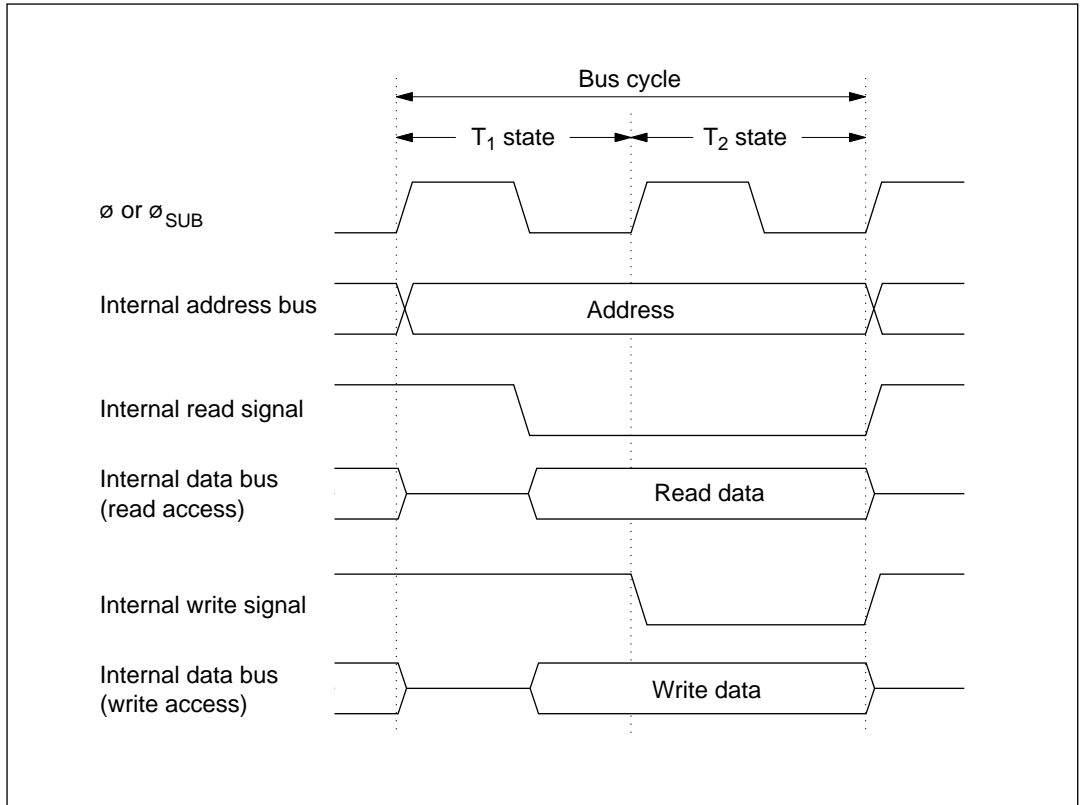 Bus cycle
T1 state
T2 state
ø or øSUB
Internal address bus
Address
Internal read signal
Internal data bus
(read access)
Read data
Internal write signal
Internal data bus
(write access)
Write data